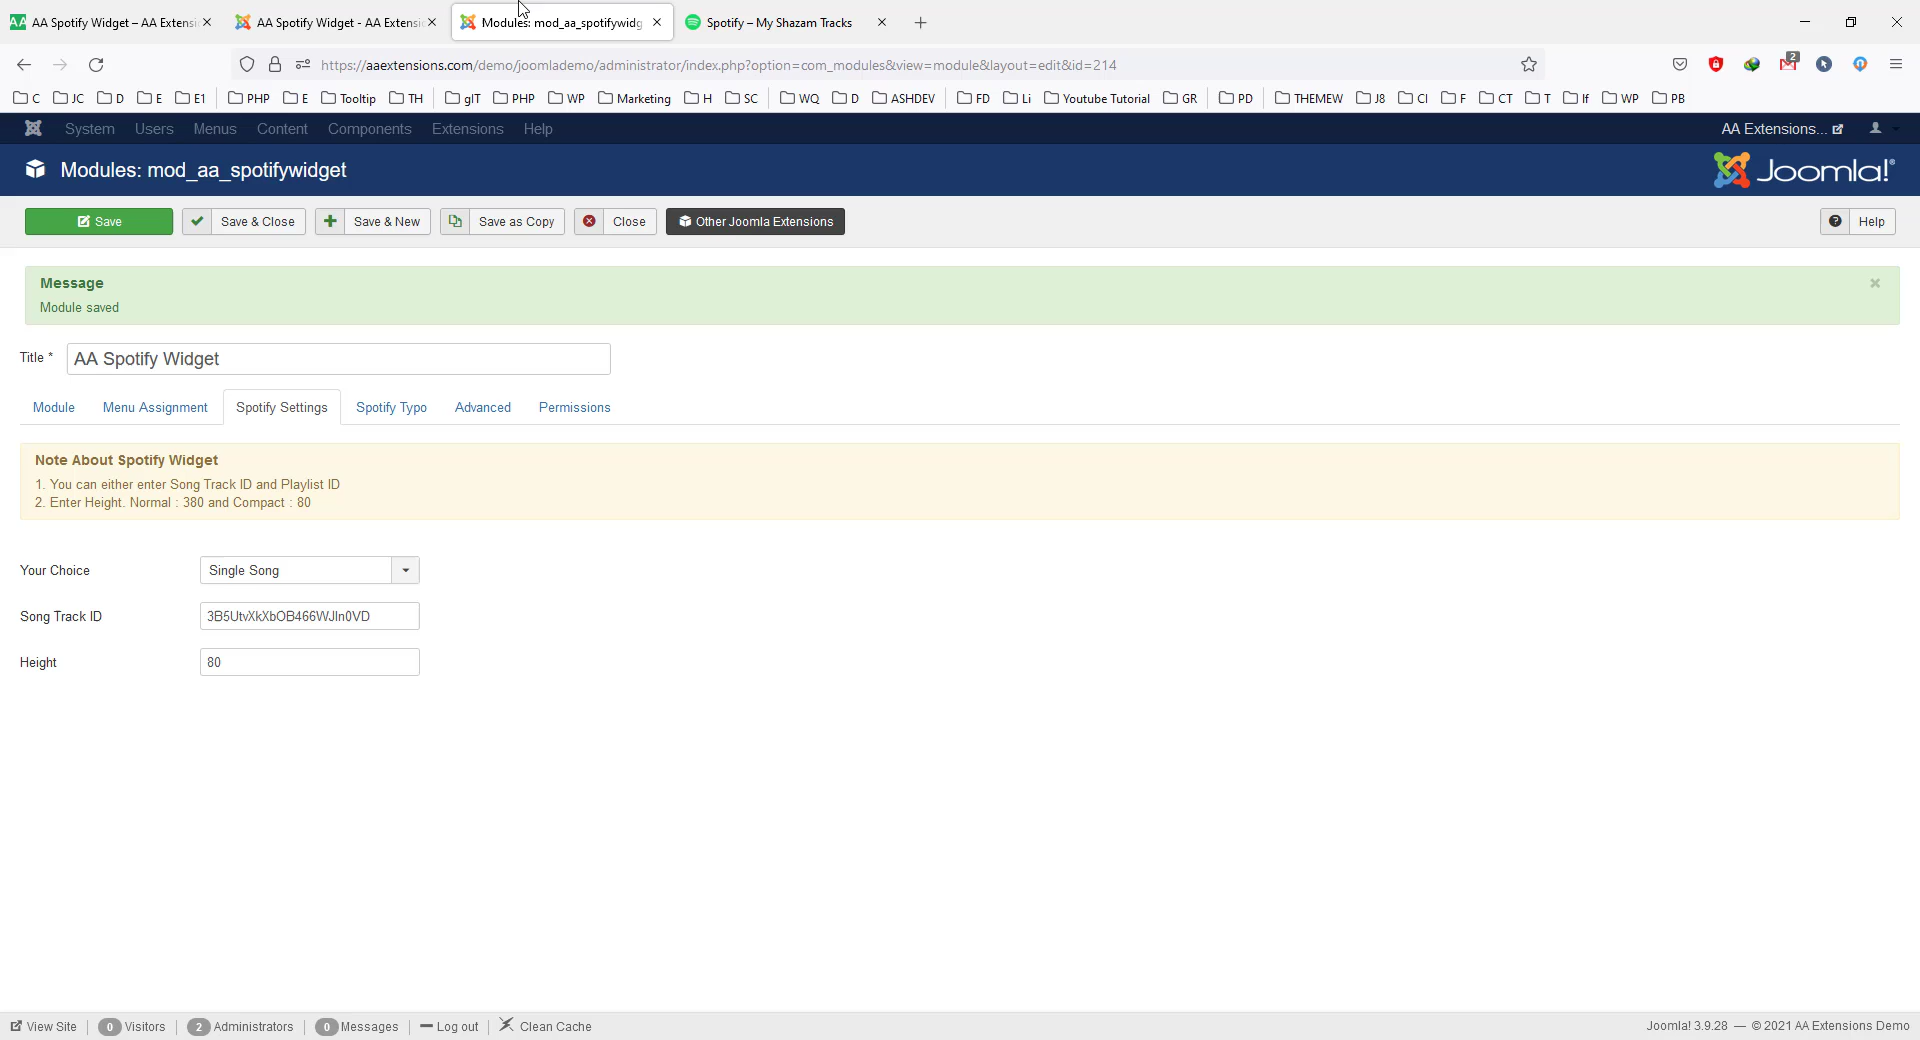 AA AA Spotify Widget – AA Extensi
AA Spotify Widget - AA Extensi
Modules: mod_aa_spotifywidg
Spotify – My Shazam Tracks
https://aaextensions.com/demo/joomlademo/administrator/index.php?option=com_modules&view=module&layout=edit&id=214
2
C JC D E E1 PHP E Tooltip TH gIT PHP WP Marketing H SC WQ D ASHDEV FD Li Youtube Tutorial GR PD THEMEW J8 CI F CT T If WP PB
System Users Menus Content Components Extensions Help AA Extensions...
Modules: mod_aa_spotifywidget Joomla!®
Save Save & Close Save & New Save as Copy Close Other Joomla Extensions Help
Message
Module saved
Title * AA Spotify Widget
Module Menu Assignment Spotify Settings Spotify Typo Advanced Permissions
Note About Spotify Widget
1. You can either enter Song Track ID and Playlist ID
2. Enter Height. Normal : 380 and Compact : 80
Your Choice Single Song
Song Track ID 3B5UtvXkXbOB466WJIn0VD
Height 80
View Site 0 Visitors 2 Administrators 0 Messages Log out Clean Cache Joomla! 3.9.28 — © 2021 AA Extensions Demo